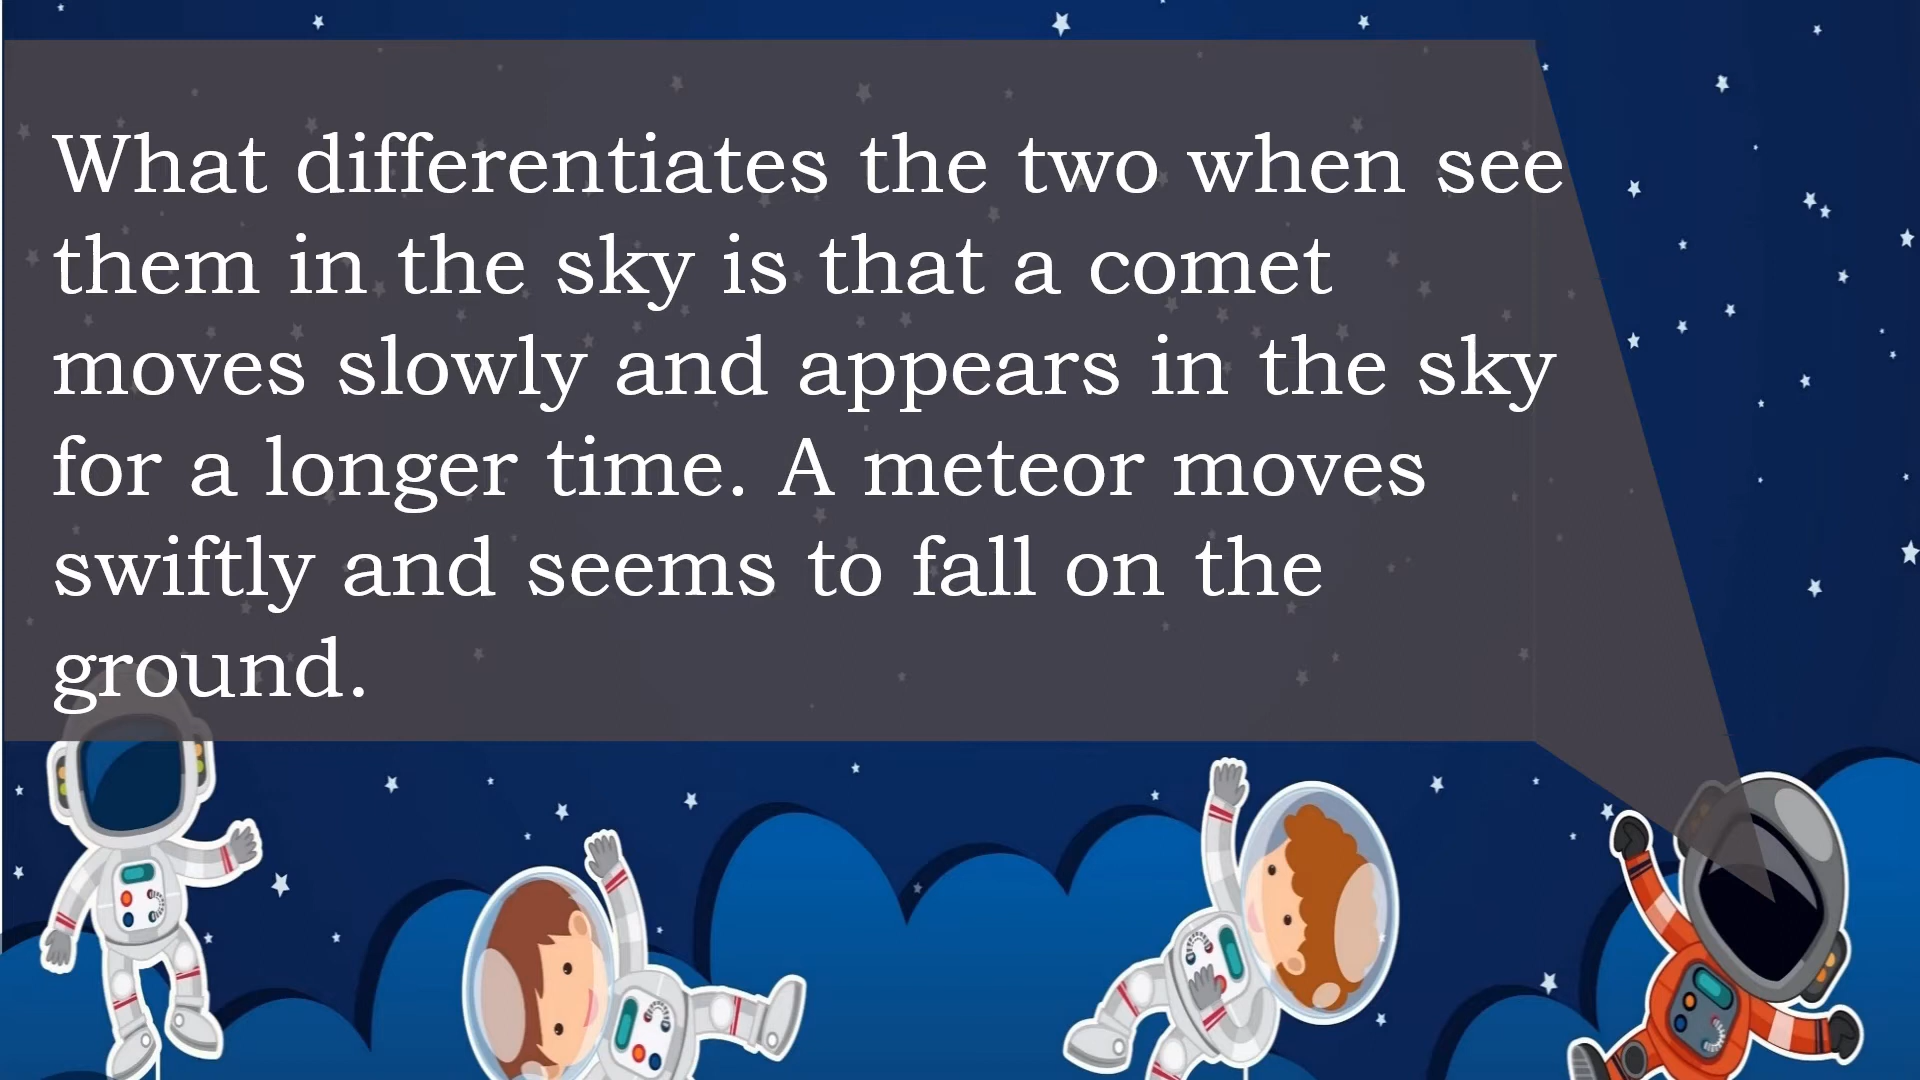 What differentiates the two when see
them in the sky is that a comet
moves slowly and appears in the sky
for a longer time. A meteor moves
swiftly and seems to fall on the
ground.